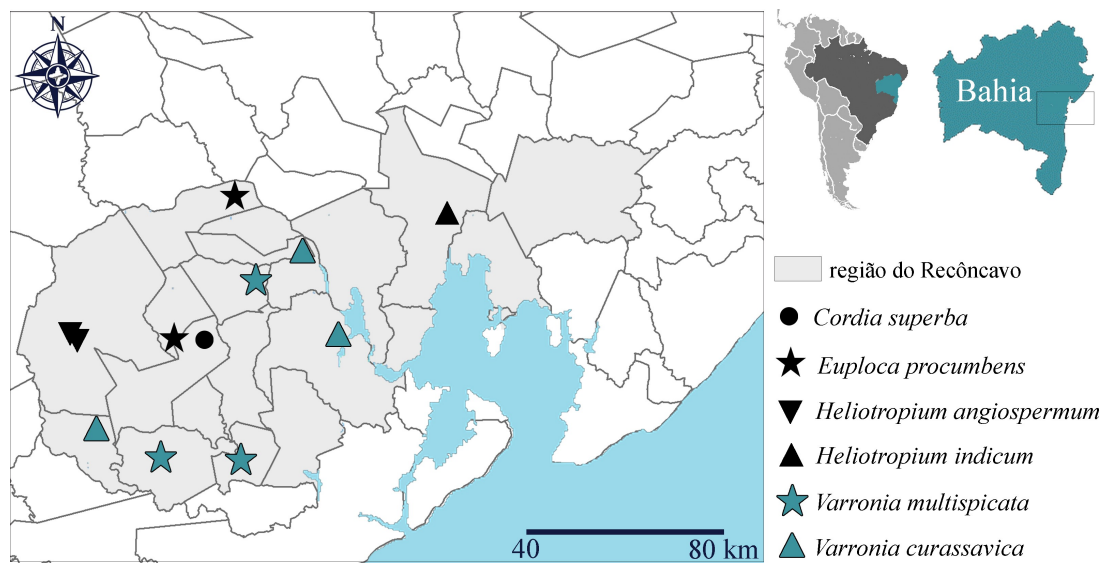 N
Bahia
região do Recôncavo
Cordia superba
Euploca procumbens
Heliotropium angiospermum
Heliotropium indicum
Varronia multispicata
Varronia curassavica
40 80 km